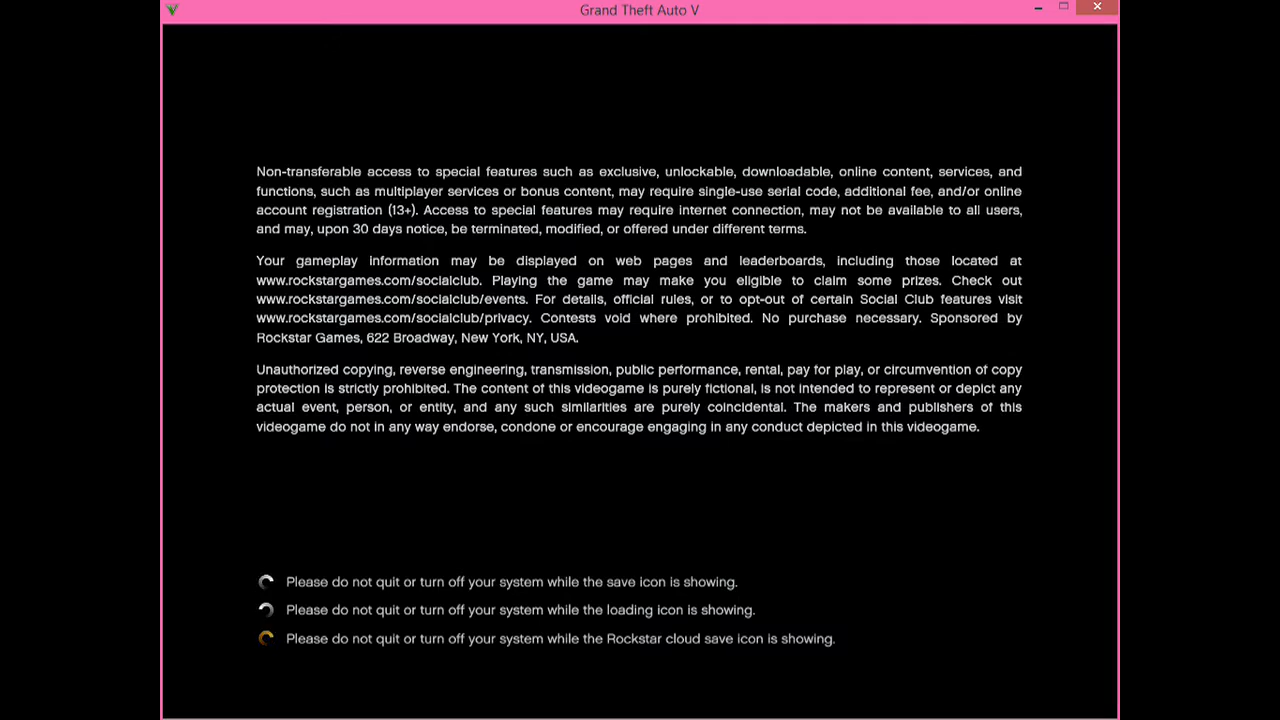 Grand Theft Auto V
Non-transferable access to special features such as exclusive, unlockable, downloadable, online content, services, and
functions, such as multiplayer services or bonus content, may require single-use serial code, additional fee, and/or online
account registration (13+). Access to special features may require internet connection, may not be available to all users,
and may, upon 30 days notice, be terminated, modified, or offered under different terms.
Your gameplay information may be displayed on web pages and leaderboards, including those located at
www.rockstargames.com/socialclub. Playing the game may make you eligible to claim some prizes. Check out
www.rockstargames.com/socialclub/events. For details, official rules, or to opt-out of certain Social Club features visit
www.rockstargames.com/socialclub/privacy. Contests void where prohibited. No purchase necessary. Sponsored by
Rockstar Games, 622 Broadway, New York, NY, USA.
Unauthorized copying, reverse engineering, transmission, public performance, rental, pay for play, or circumvention of copy
protection is strictly prohibited. The content of this videogame is purely fictional, is not intended to represent or depict any
actual event, person, or entity, and any such similarities are purely coincidental. The makers and publishers of this
videogame do not in any way endorse, condone or encourage engaging in any conduct depicted in this videogame.
Please do not quit or turn off your system while the save icon is showing.
Please do not quit or turn off your system while the loading icon is showing.
Please do not quit or turn off your system while the Rockstar cloud save icon is showing.